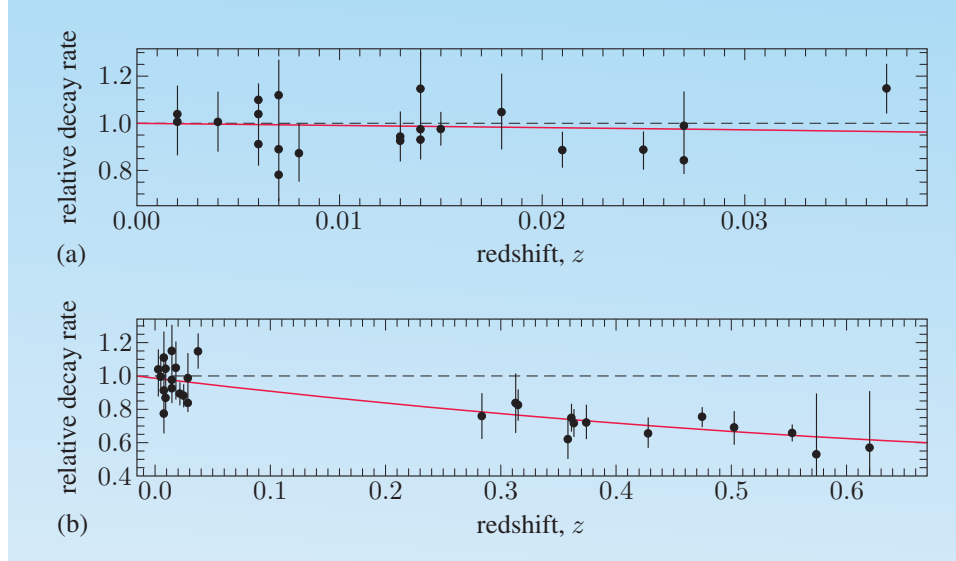 relative decay rate
1.2
1.0
0.8
0.00 0.01 0.02 0.03
redshift, z
(a)
relative decay rate
1.2
1.0
0.8
0.6
0.4
0.0 0.1 0.2 0.3 0.4 0.5 0.6
redshift, z
(b)